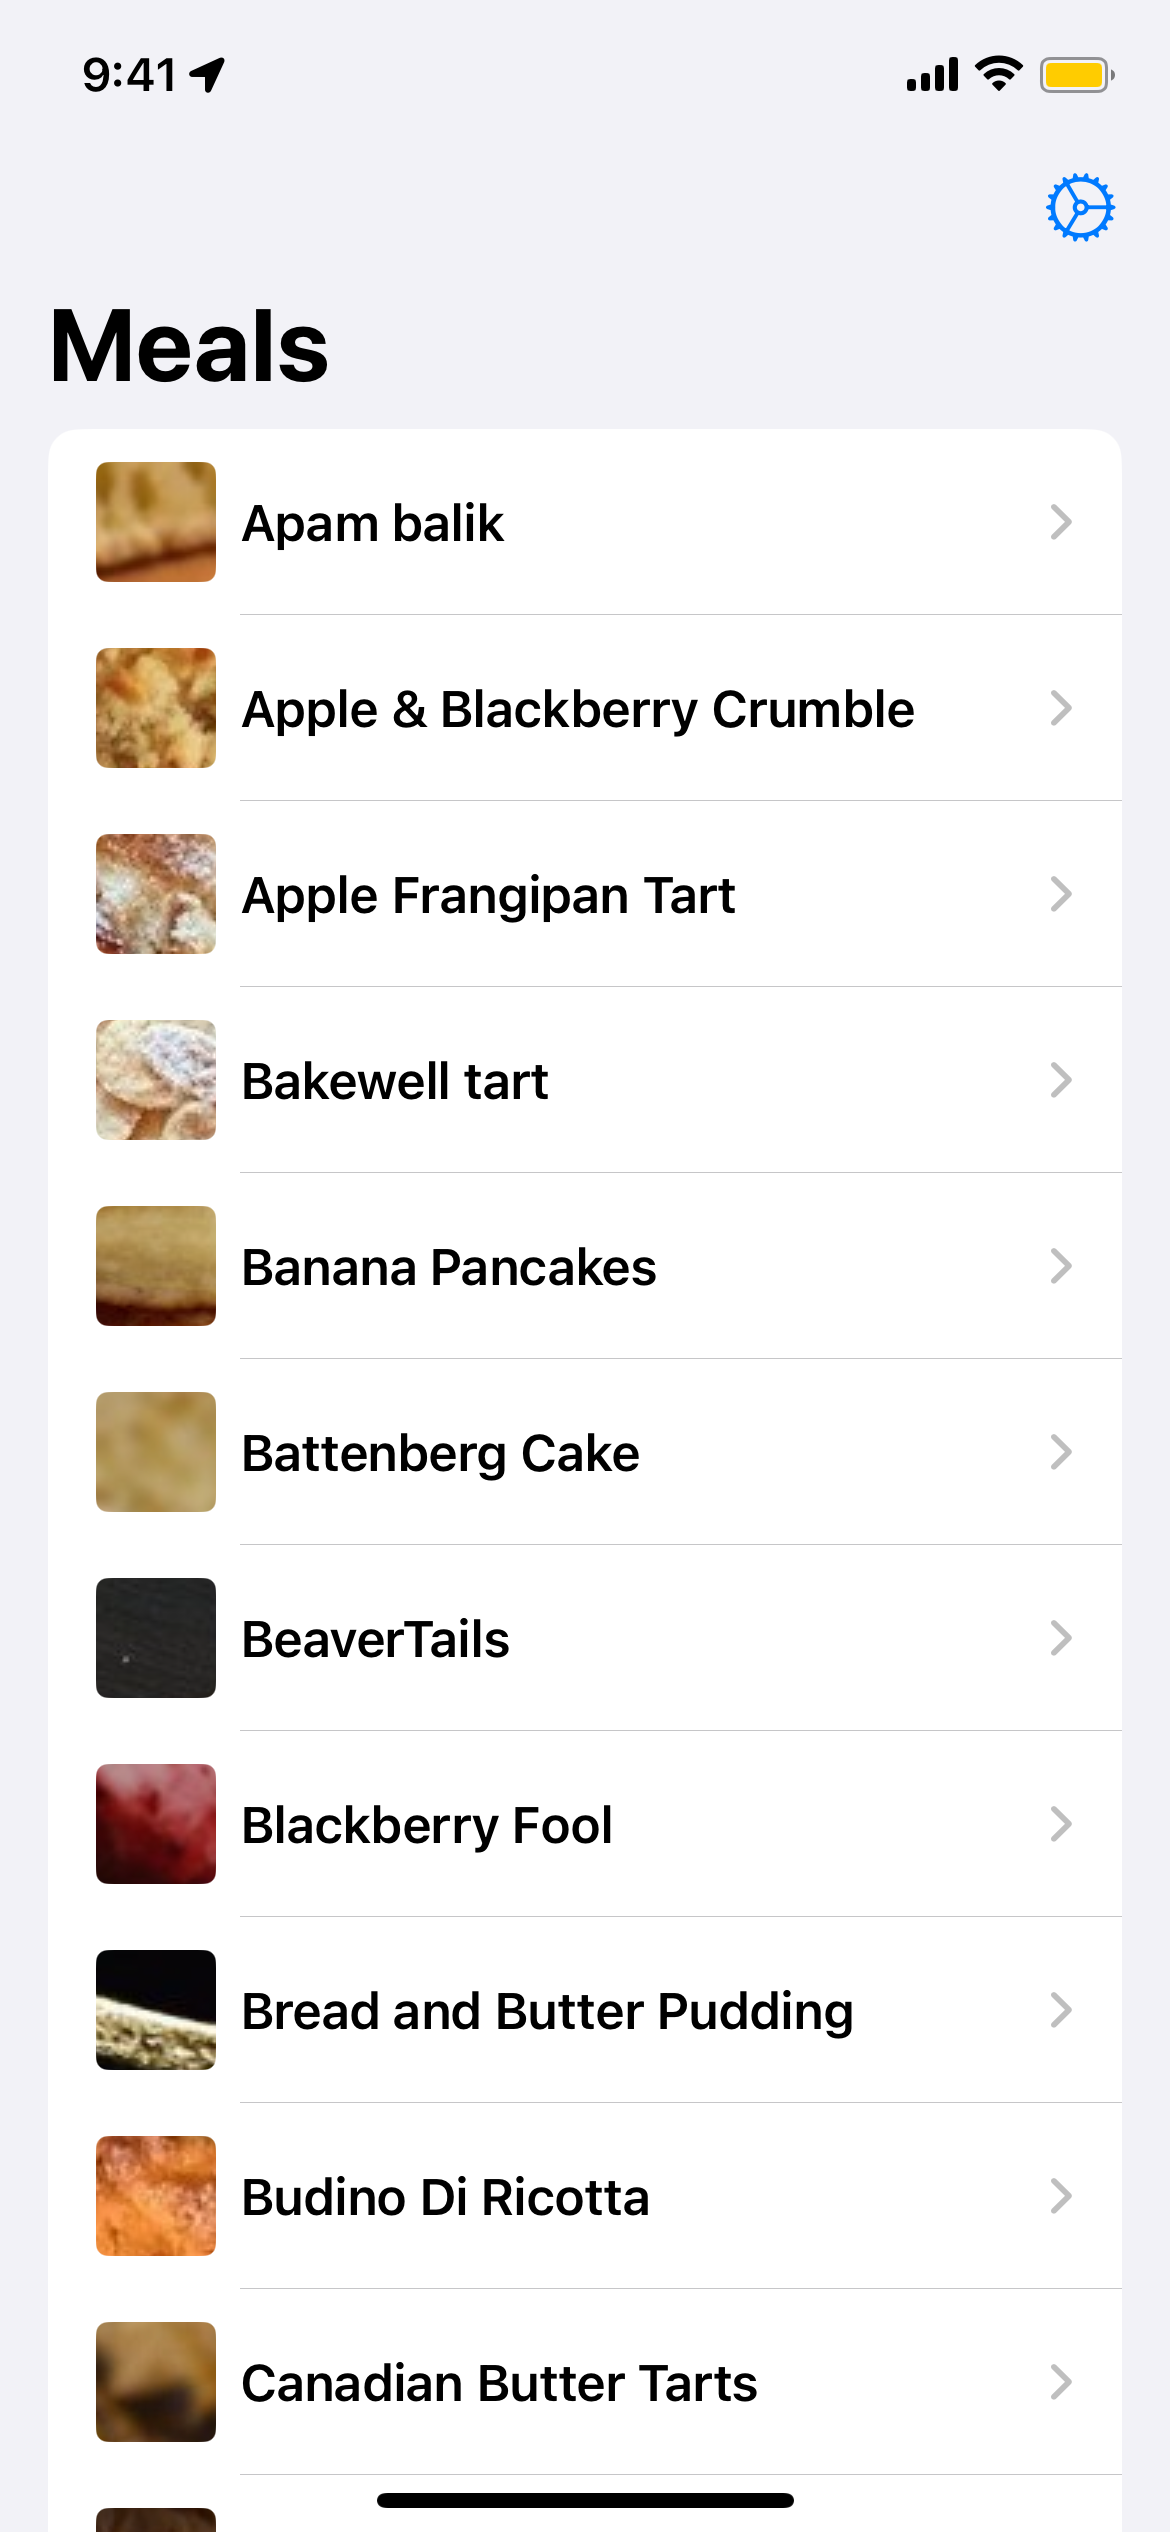 9:41
Meals
Apam balik
Apple & Blackberry Crumble
Apple Frangipan Tart
Bakewell tart
Banana Pancakes
Battenberg Cake
BeaverTails
Blackberry Fool
Bread and Butter Pudding
Budino Di Ricotta
Canadian Butter Tarts